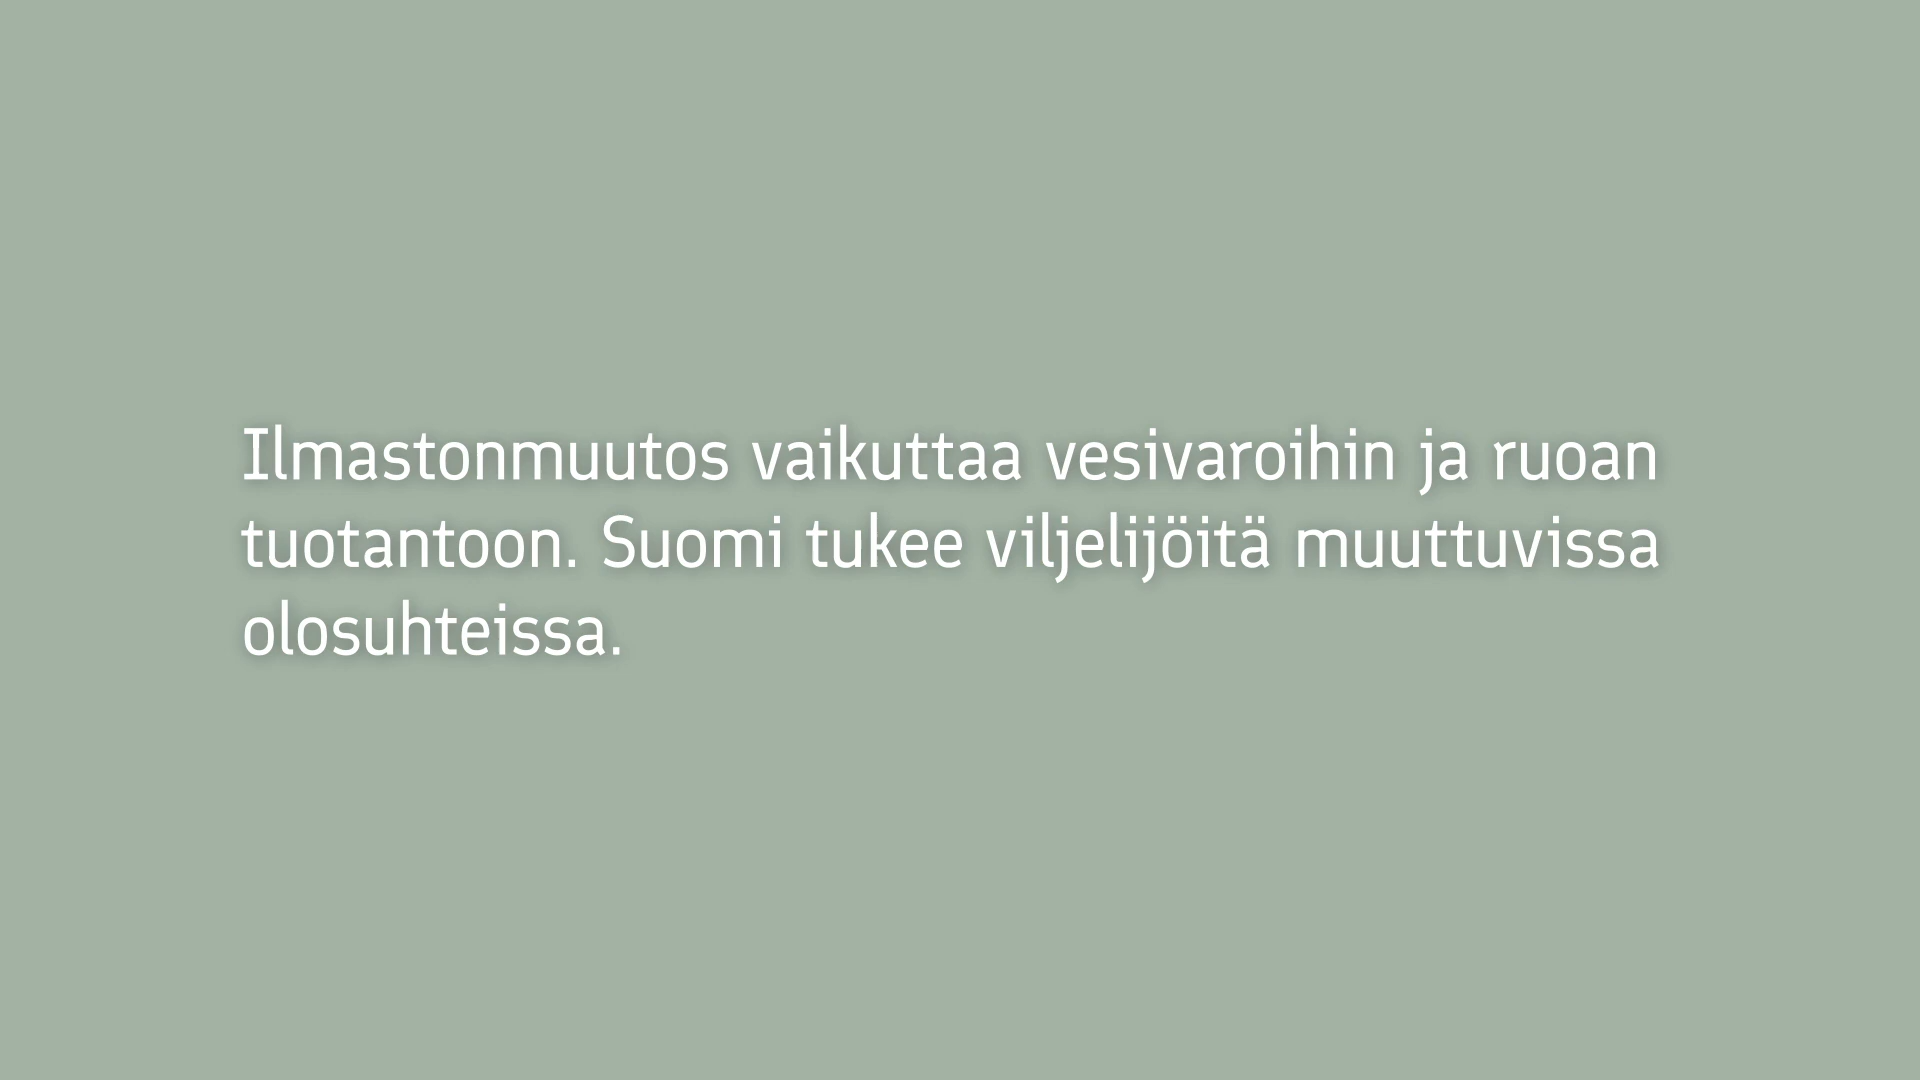 Ilmastonmuutos vaikuttaa vesivaroihin ja ruoan
tuotantoon. Suomi tukee viljelijöitä muuttuvissa
olosuhteissa.